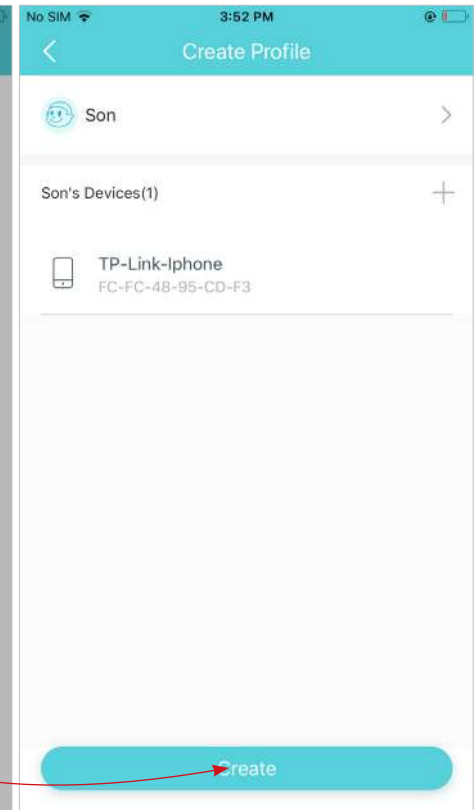 No SIM 3:52 PM
Create Profile
Son
Son's Devices(1)
TP-Link-Iphone
FC-FC-48-95-CD-F3
Create